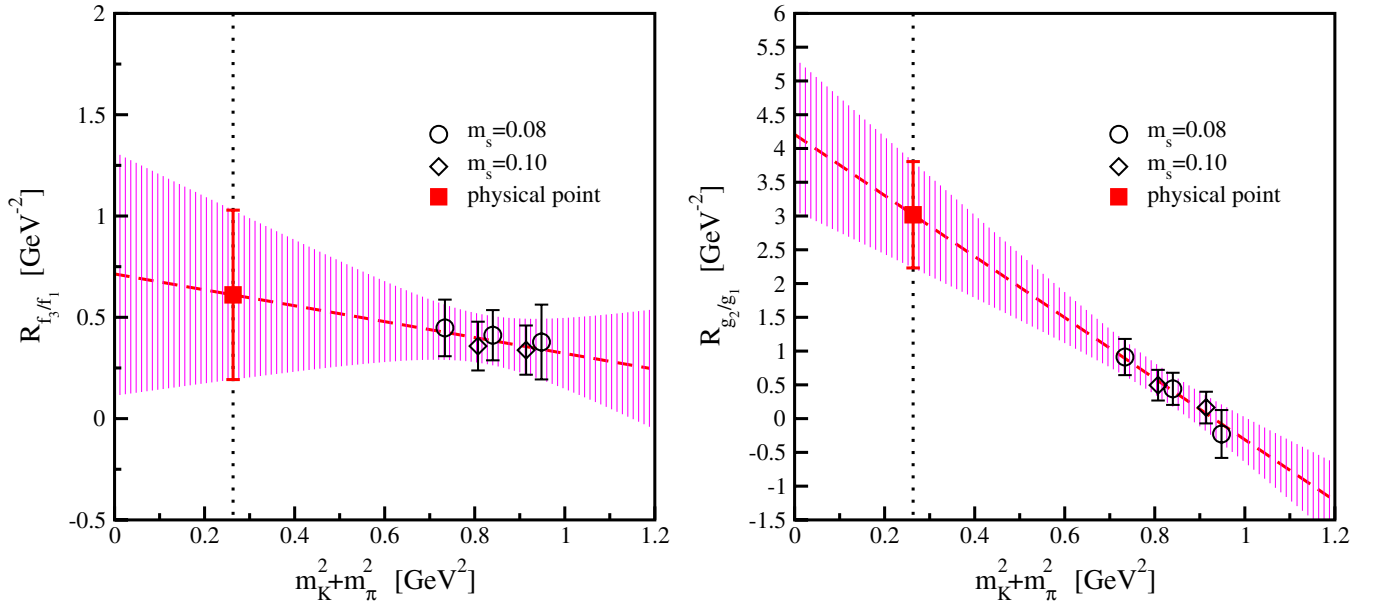 2
1.5
1
0.5
0
-0.5
R_{f_3/f_1} [GeV^{-2}]
m_s=0.08
m_s=0.10
physical point
0 0.2 0.4 0.6 0.8 1 1.2
m_K^2+m_π^2 [GeV^2]
6
5.5
5
4.5
4
3.5
3
2.5
2
1.5
1
0.5
0
-0.5
-1
-1.5
R_{g_2/g_1} [GeV^{-2}]
m_s=0.08
m_s=0.10
physical point
0 0.2 0.4 0.6 0.8 1 1.2
m_K^2+m_π^2 [GeV^2]